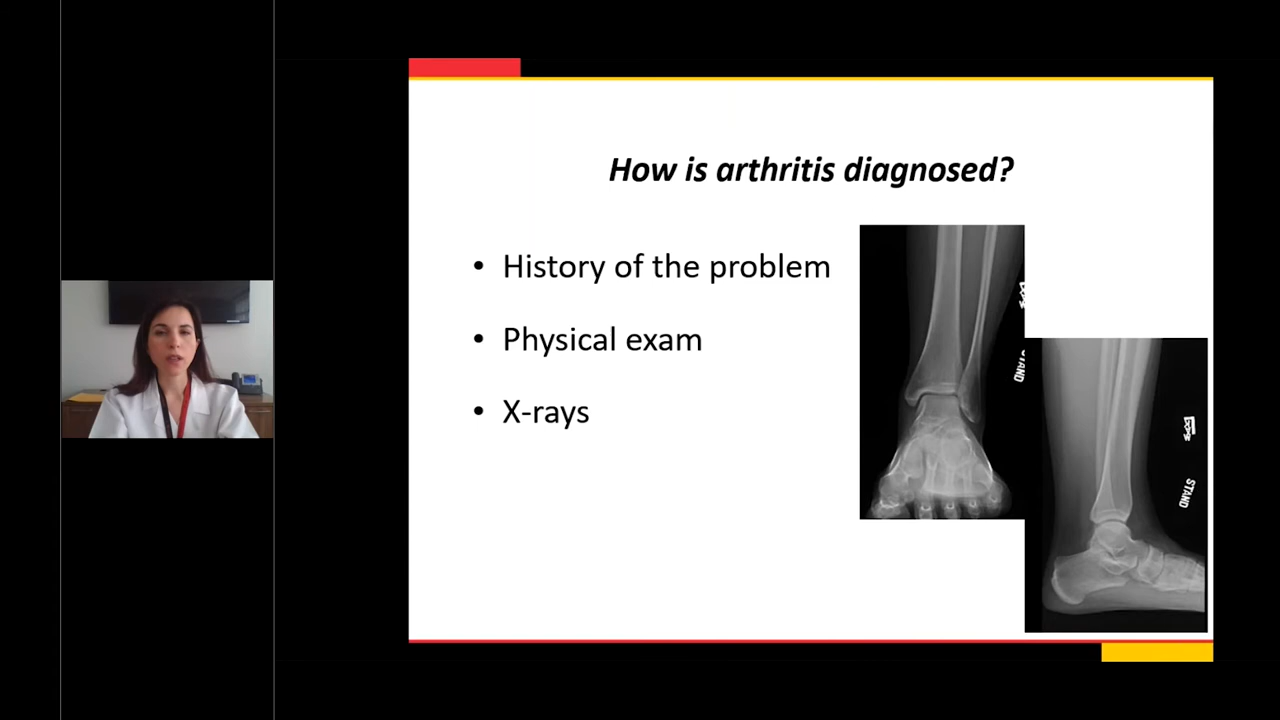 How is arthritis diagnosed?
• History of the problem
• Physical exam
• X-rays
STAND
STAND